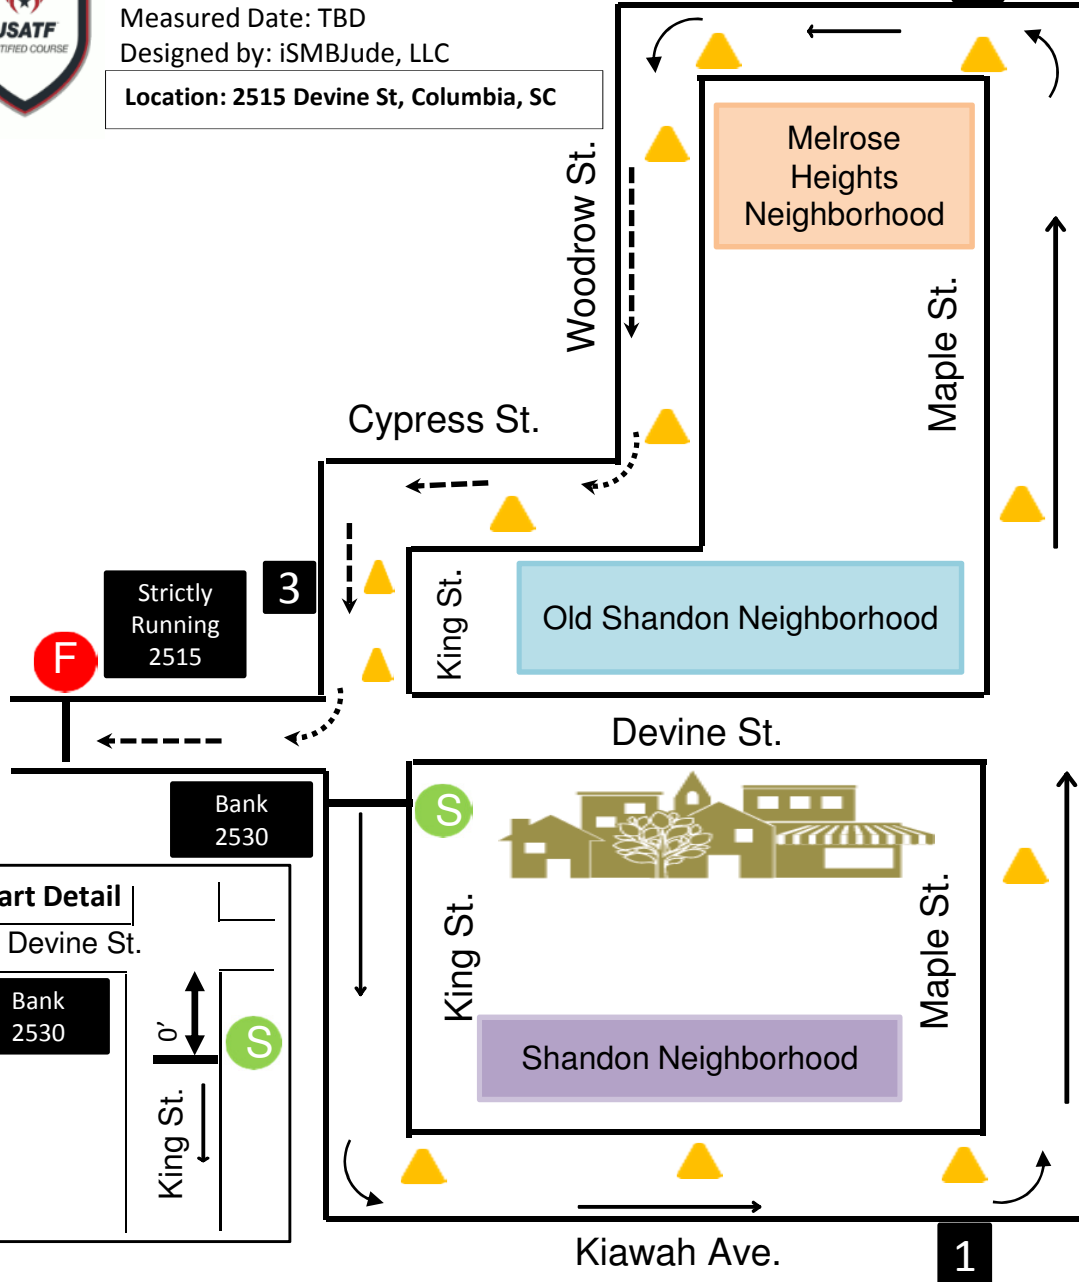 USATF
Measured Date: TBD
Designed by: iSMBJude, LLC
Location: 2515 Devine St, Columbia, SC
Melrose
Heights
Neighborhood
Woodrow St.
Maple St.
Cypress St.
3
Strictly
Running
2515
F
King St.
Old Shandon Neighborhood
Devine St.
Bank
2530
S
King St.
Maple St.
Shandon Neighborhood
art Detail
Devine St.
Bank
2530
0'
S
King St.
Kiawah Ave.
1